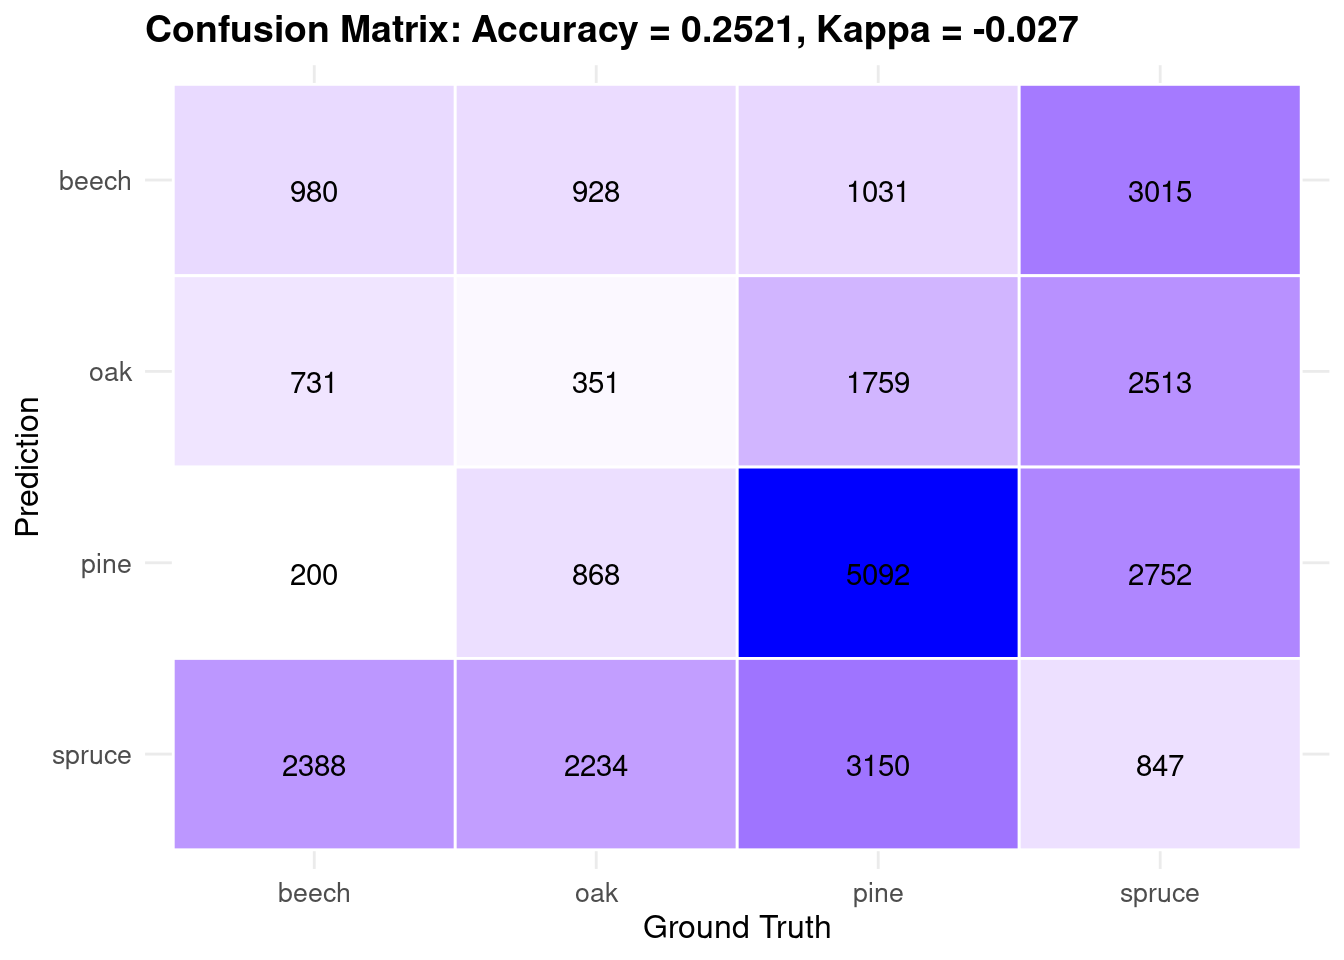 Confusion Matrix: Accuracy = 0.2521, Kappa = -0.027
beech 980 928 1031 3015
oak 731 351 1759 2513
pine 200 868 5092 2752
spruce 2388 2234 3150 847
beech oak pine spruce
Ground Truth
Prediction